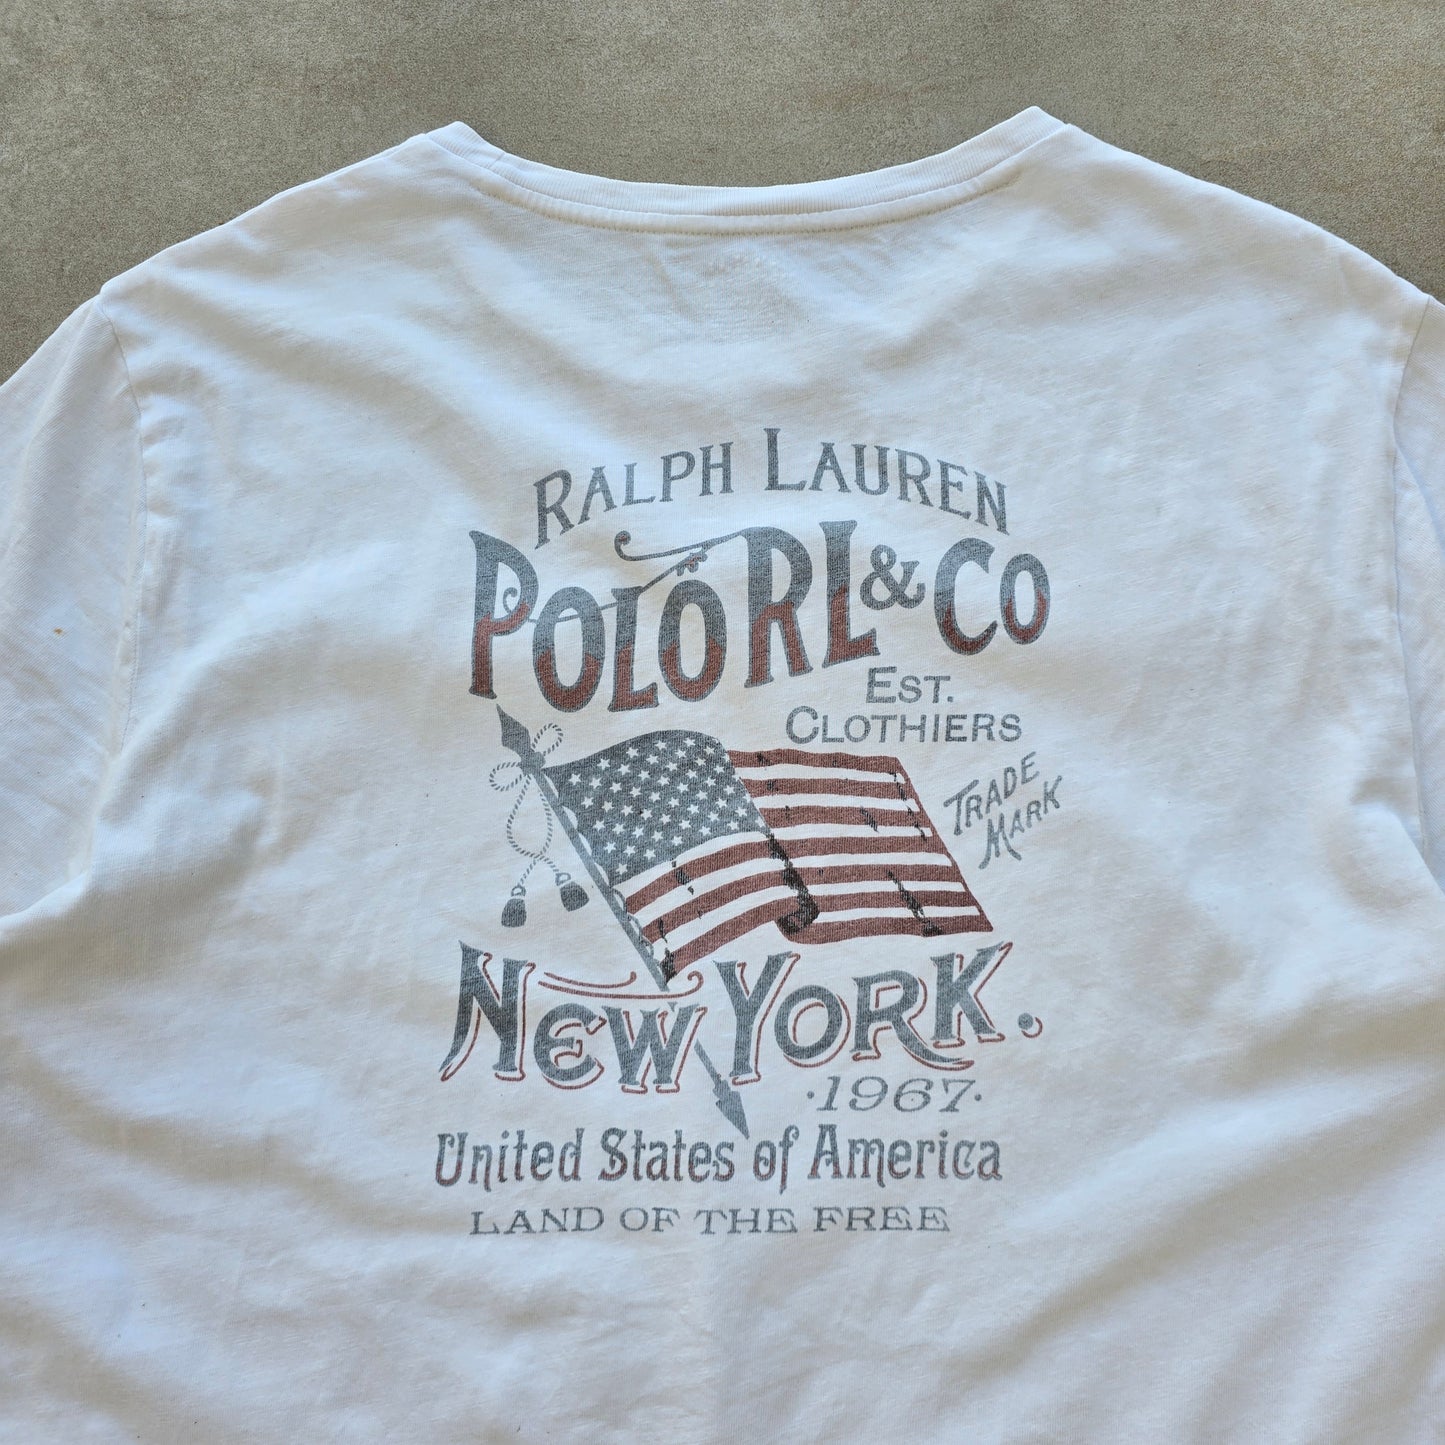 RALPH LAUREN
POLO RL & CO
EST.
CLOTHIERS
TRADE
MARK
NEW YORK.
·1967·
United States of America
LAND OF THE FREE